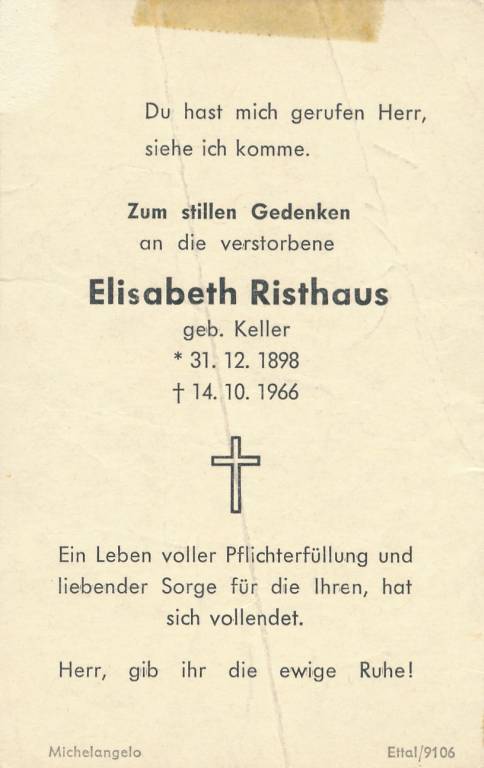 Du hast mich gerufen Herr,
siehe ich komme.
Zum stillen Gedenken
an die verstorbene
Elisabeth Risthaus
geb. Keller
* 31. 12. 1898
† 14. 10. 1966
Ein Leben voller Pflichterfüllung und
liebender Sorge für die Ihren, hat
sich vollendet.
Herr, gib ihr die ewige Ruhe!
Michelangelo
Ettal/9106